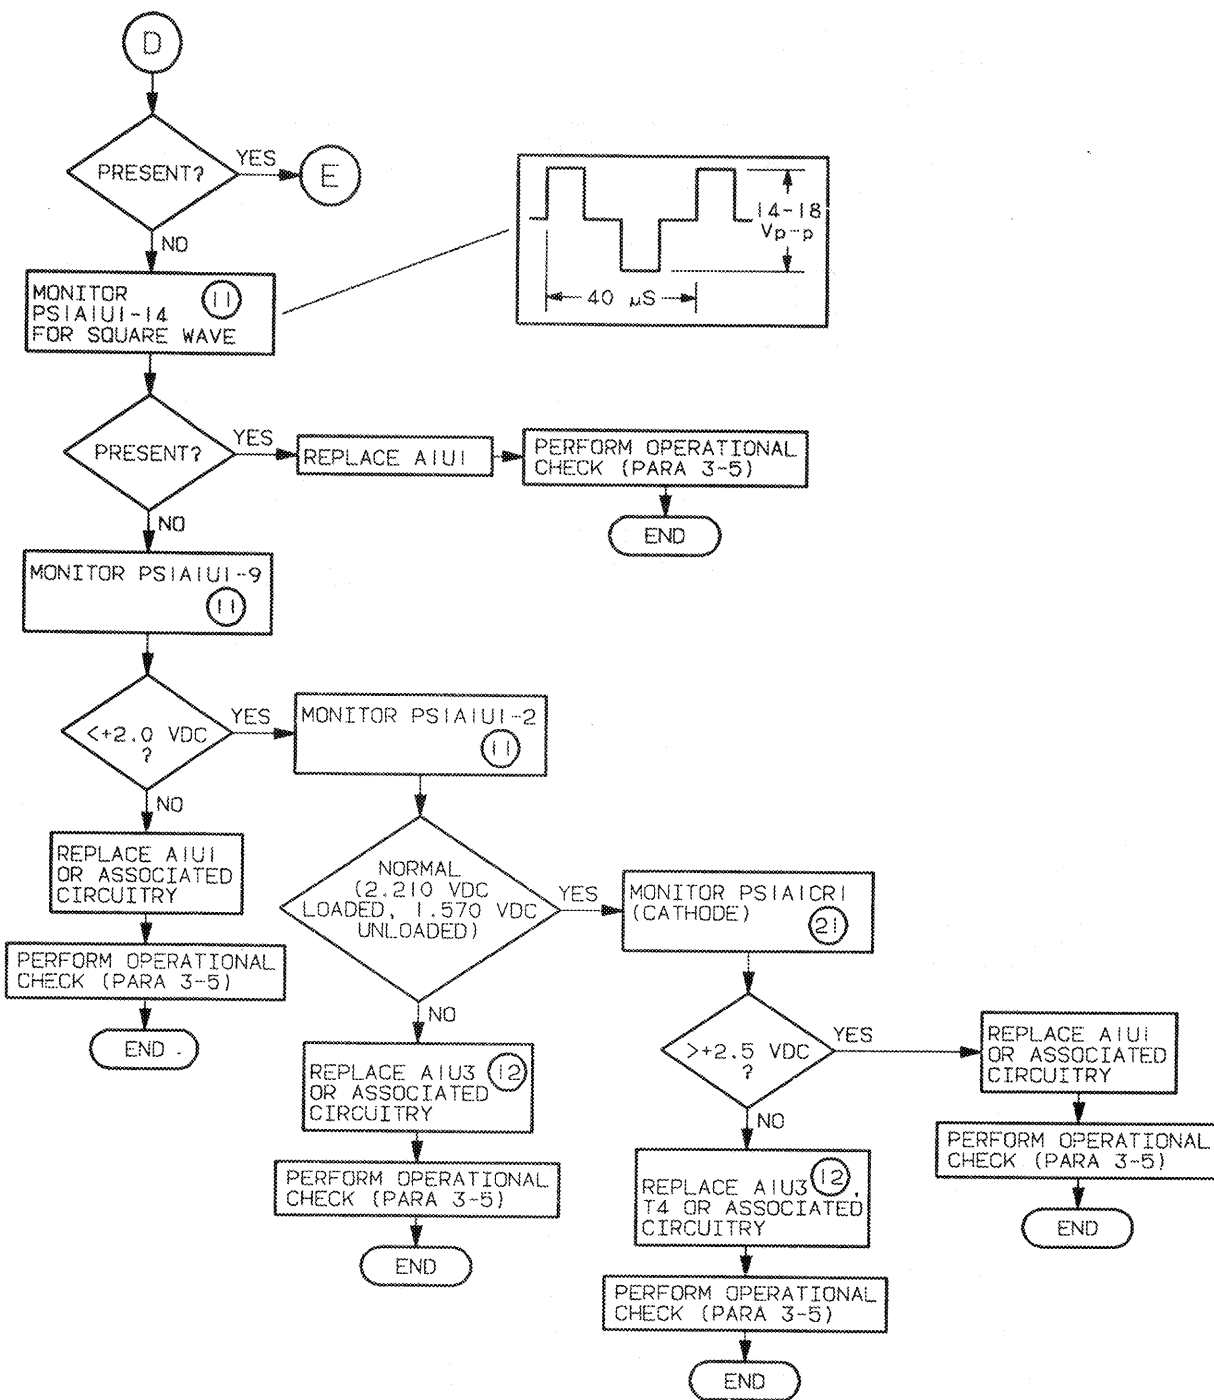 D
PRESENT?
YES
E
NO
MONITOR
PS1A1U1-14
FOR SQUARE WAVE
11
14-18
Vp-p
40 µS
PRESENT?
YES
REPLACE A1U1
PERFORM OPERATIONAL
CHECK (PARA 3-5)
END
NO
MONITOR PS1A1U1-9
11
<+2.0 VDC
?
YES
MONITOR PS1A1U1-2
11
NO
REPLACE A1U1
OR ASSOCIATED
CIRCUITRY
PERFORM OPERATIONAL
CHECK (PARA 3-5)
END
NORMAL
(2.210 VDC
LOADED, 1.570 VDC
UNLOADED)
YES
MONITOR PS1A1CR1
(CATHODE)
21
NO
REPLACE A1U3 12
OR ASSOCIATED
CIRCUITRY
PERFORM OPERATIONAL
CHECK (PARA 3-5)
END
>+2.5 VDC
?
YES
REPLACE A1U1
OR ASSOCIATED
CIRCUITRY
PERFORM OPERATIONAL
CHECK (PARA 3-5)
END
NO
REPLACE A1U3 12,
T4 OR ASSOCIATED
CIRCUITRY
PERFORM OPERATIONAL
CHECK (PARA 3-5)
END